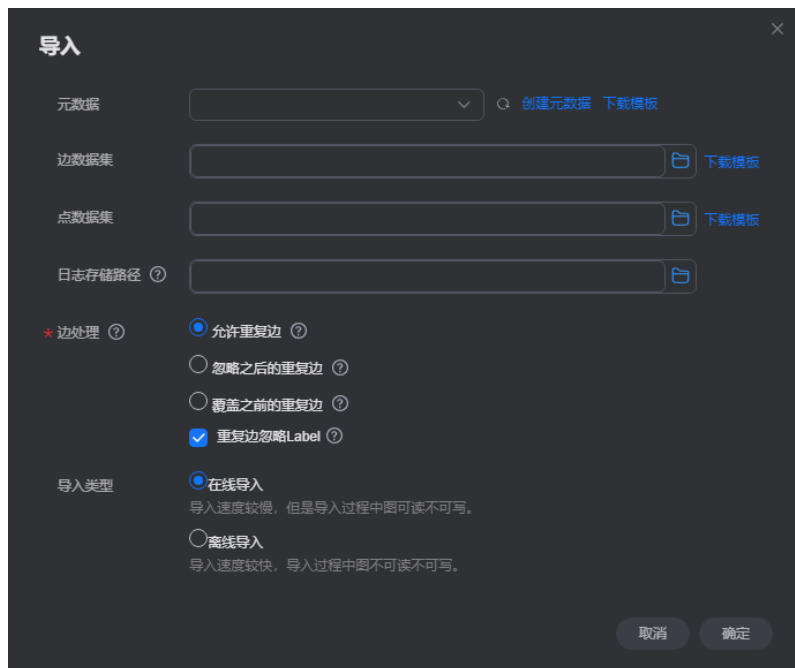 导入
元数据 创建元数据 下载模板
边数据集 下载模板
点数据集 下载模板
日志存储路径
* 边处理 允许重复边
忽略之后的重复边
覆盖之前的重复边
重复边忽略Label
导入类型 在线导入
导入速度较慢，但是导入过程中图可读不可写。
离线导入
导入速度较快，导入过程中图不可读不可写。
取消 确定